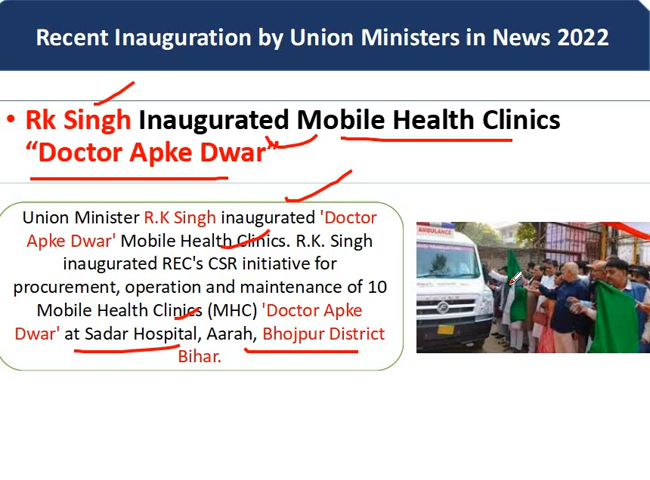 Recent Inauguration by Union Ministers in News 2022
• Rk Singh Inaugurated Mobile Health Clinics
“Doctor Apke Dwar”
Union Minister R.K Singh inaugurated 'Doctor
Apke Dwar' Mobile Health Clinics. R.K. Singh
inaugurated REC's CSR initiative for
procurement, operation and maintenance of 10
Mobile Health Clinics (MHC) 'Doctor Apke
Dwar' at Sadar Hospital, Aarah, Bhojpur District
Bihar.
AMBULANCE